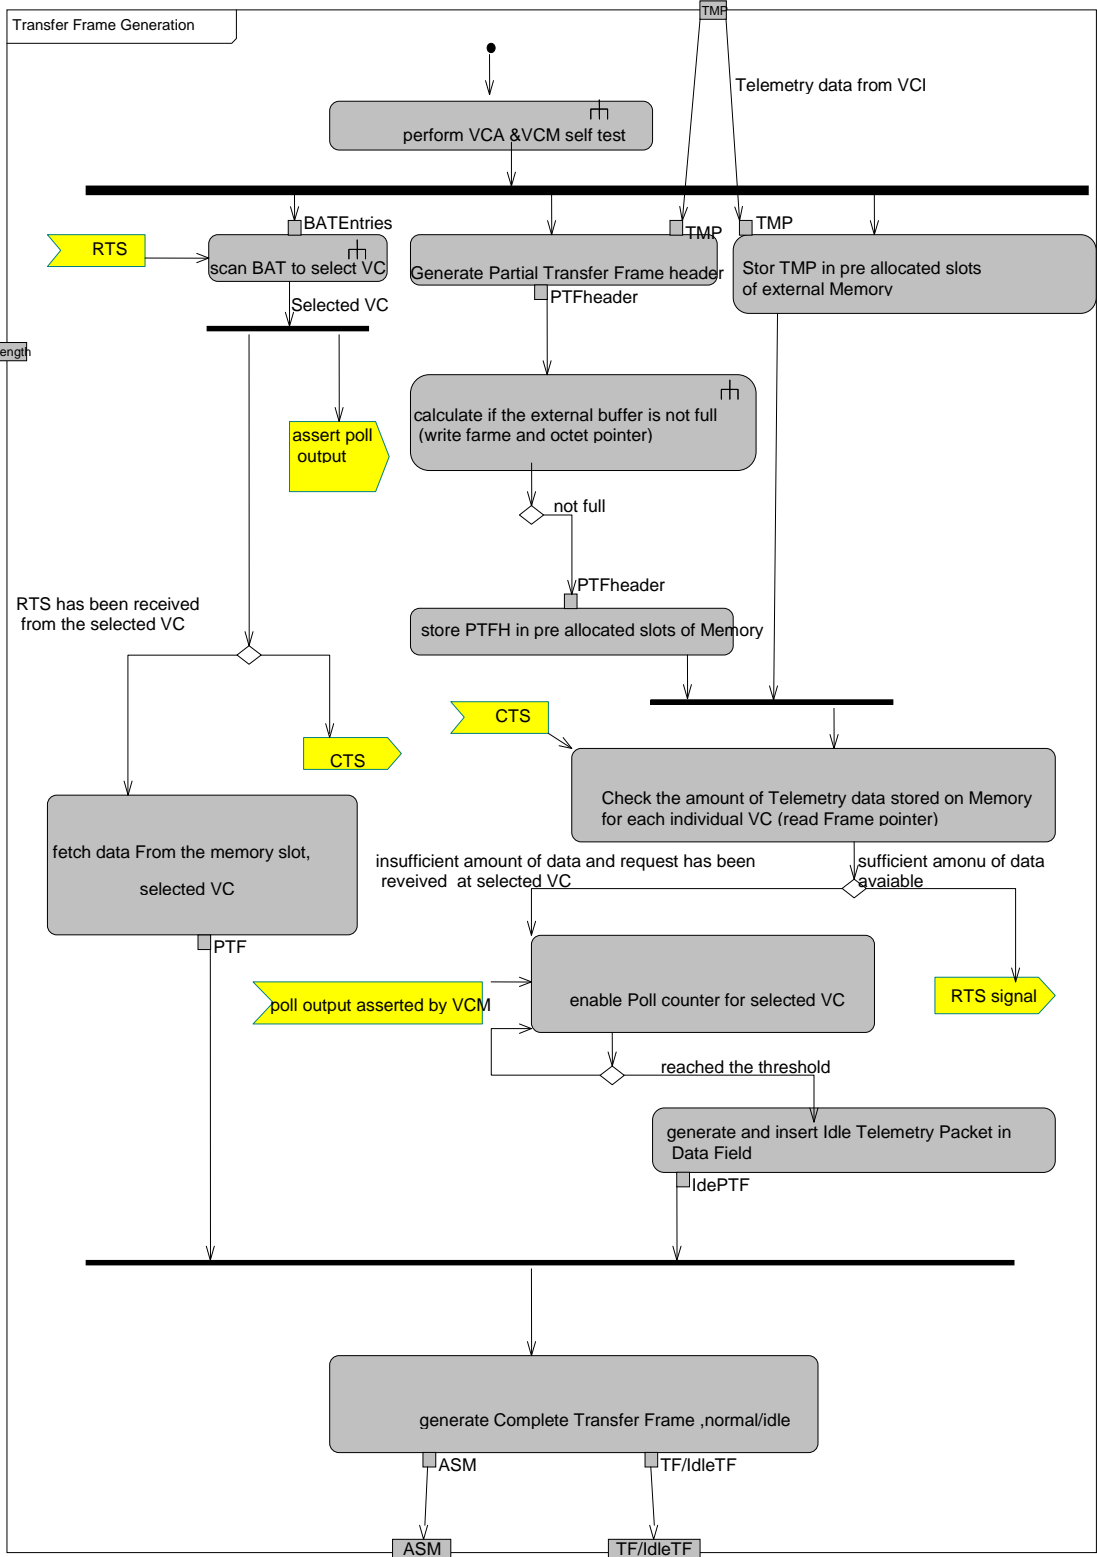 Transfer Frame Generation
TMP
Telemetry data from VCI
perform VCA &VCM self test
BATEntries
TMP
TMP
RTS
scan BAT to select VC
Generate Partial Transfer Frame header
Stor TMP in pre allocated slots
of external Memory
Selected VC
PTFheader
ength
calculate if the external buffer is not full
(write farme and octet pointer)
assert poll
output
not full
PTFheader
RTS has been received
from the selected VC
store PTFH in pre allocated slots of Memory
CTS
CTS
Check the amount of Telemetry data stored on Memory
for each individual VC (read Frame pointer)
fetch data From the memory slot,
selected VC
insufficient amount of data and request has been
reveived at selected VC
sufficient amonu of data
avaiable
PTF
poll output asserted by VCM
enable Poll counter for selected VC
RTS signal
reached the threshold
generate and insert Idle Telemetry Packet in
Data Field
IdePTF
generate Complete Transfer Frame ,normal/idle
ASM
TF/IdleTF
ASM
TF/IdleTF